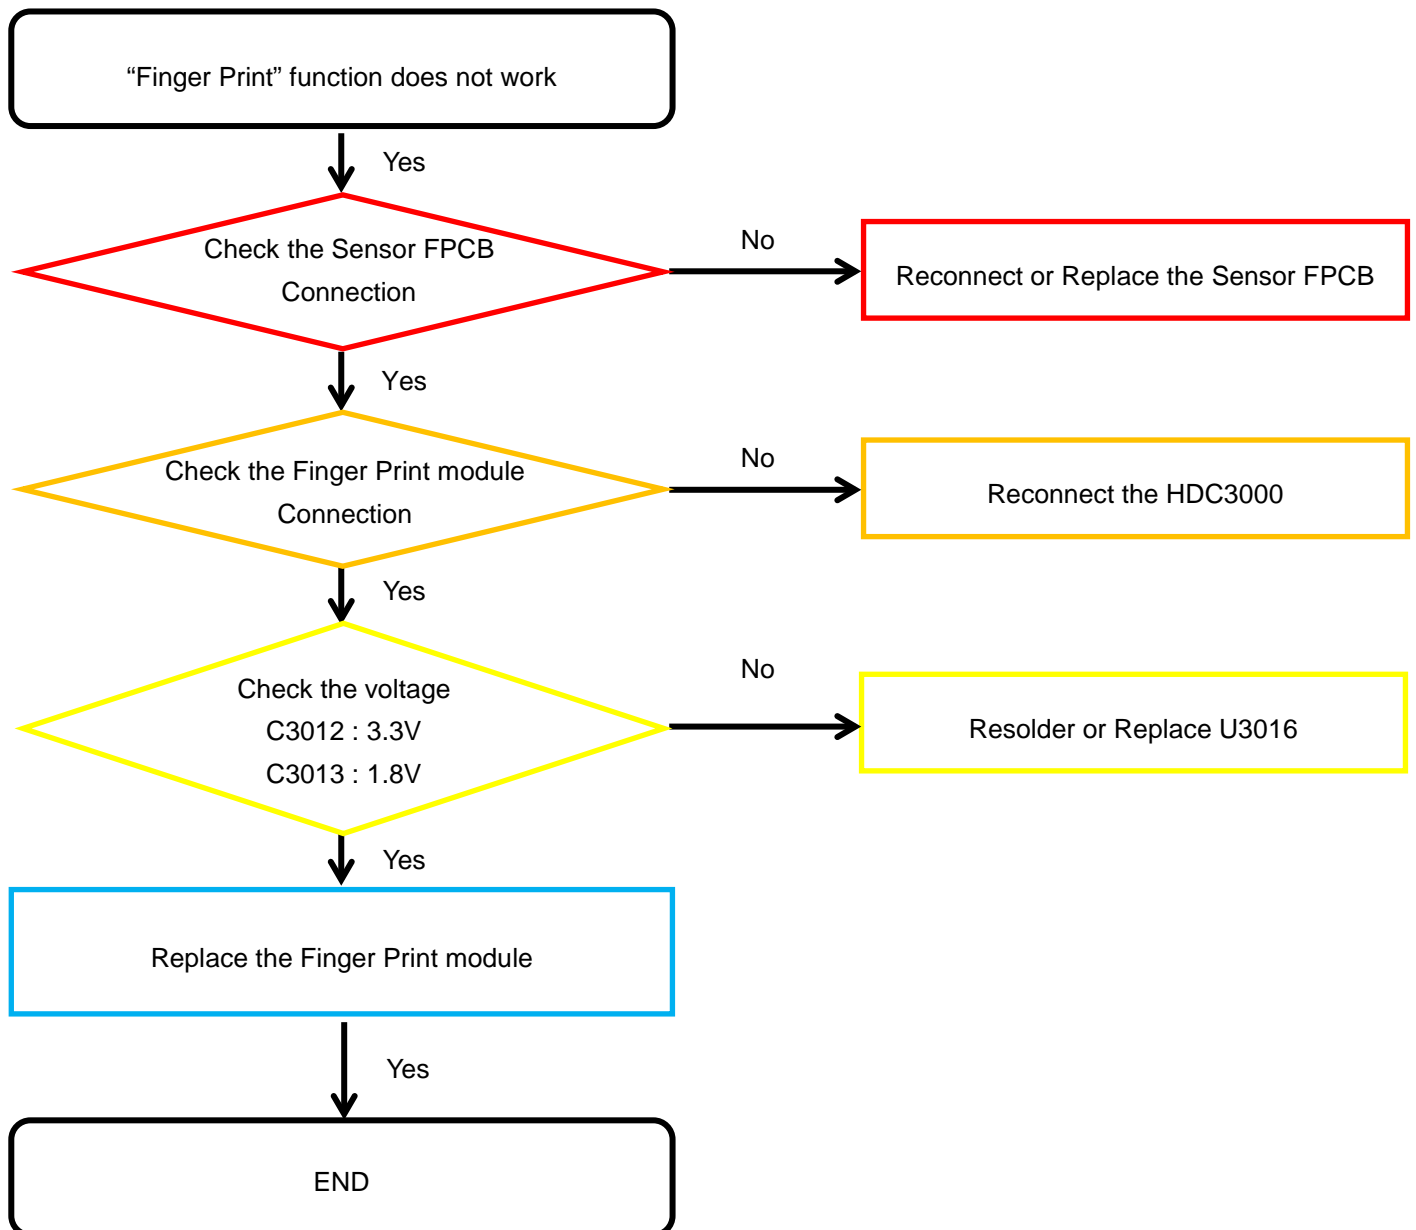 “Finger Print” function does not work
Yes
Check the Sensor FPCB
Connection
No
Reconnect or Replace the Sensor FPCB
Yes
Check the Finger Print module
Connection
No
Reconnect the HDC3000
Yes
Check the voltage
C3012 : 3.3V
C3013 : 1.8V
No
Resolder or Replace U3016
Yes
Replace the Finger Print module
Yes
END